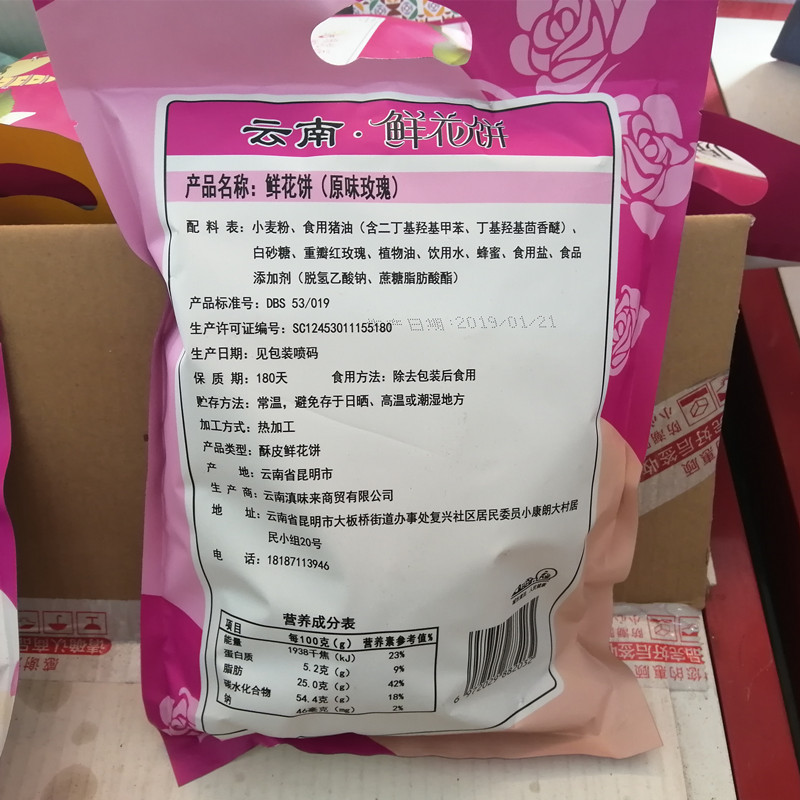 云南·鲜花饼
产品名称：鲜花饼（原味玫瑰）
配 料 表：小麦粉、食用猪油（含二丁基羟基甲苯、丁基羟基茴香醚）、
白砂糖、重瓣红玫瑰、植物油、饮用水、蜂蜜、食用盐、食品
添加剂（脱氢乙酸钠、蔗糖脂肪酸酯）
产品标准号：DBS 53/019
生产许可证编号：SC12453011155180
生产日期:2019/01/21
生产日期：见包装喷码
保 质 期：180天 食用方法：除去包装后食用
贮存方法：常温，避免存于日晒、高温或潮湿地方
加工方式：热加工
产品类型：酥皮鲜花饼
产 地：云南省昆明市
生 产 商：云南滇味来商贸有限公司
地 址：云南省昆明市大板桥街道办事处复兴社区居民委员小康朗大村居
民小组20号
电 话：18187113946
营养成分表
项目 每100克(g) 营养素参考值%
能量 1938千焦(kJ) 23%
蛋白质 5.2克(g) 9%
脂肪 25.0克(g) 42%
碳水化合物 54.4克(g) 18%
钠 46毫克(mg) 2%